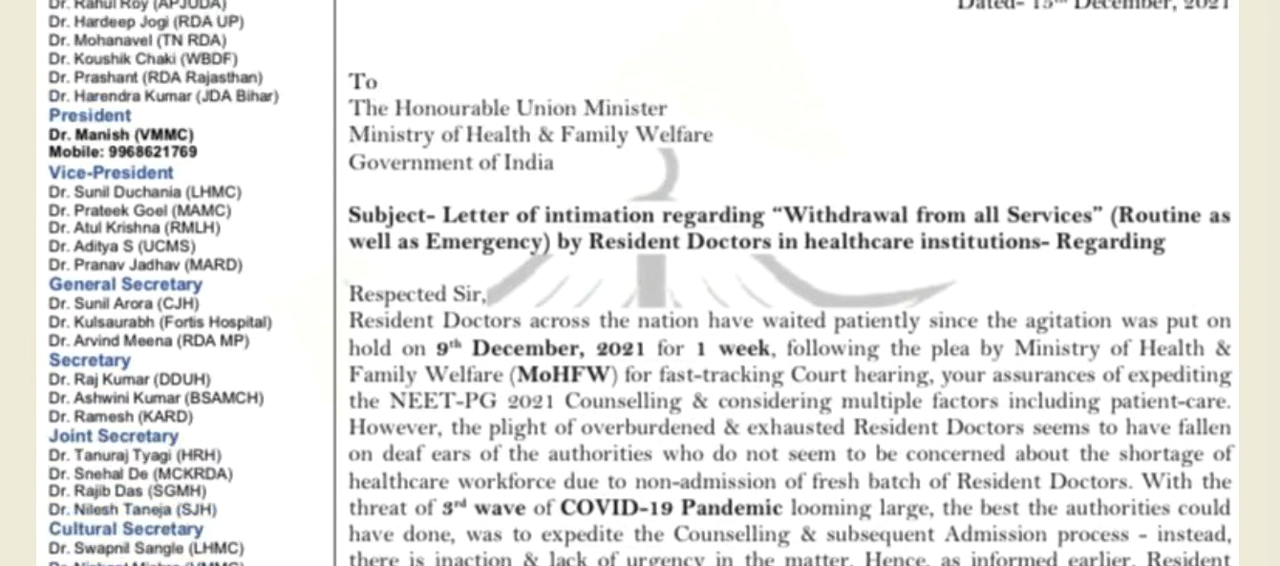 Dr. Rahul Roy (APJUDA)
Dr. Hardeep Jogi (RDA UP)
Dr. Mohanavel (TN RDA)
Dr. Koushik Chaki (WBDF)
Dr. Prashant (RDA Rajasthan)
Dr. Harendra Kumar (JDA Bihar)
President
Dr. Manish (VMMC)
Mobile: 9968621769
Vice-President
Dr. Sunil Duchania (LHMC)
Dr. Prateek Goel (MAMC)
Dr. Atul Krishna (RMLH)
Dr. Aditya S (UCMS)
Dr. Pranav Jadhav (MARD)
General Secretary
Dr. Sunil Arora (CJH)
Dr. Kulsaurabh (Fortis Hospital)
Dr. Arvind Meena (RDA MP)
Secretary
Dr. Raj Kumar (DDUH)
Dr. Ashwini Kumar (BSAMCH)
Dr. Ramesh (KARD)
Joint Secretary
Dr. Tanuraj Tyagi (HRH)
Dr. Snehal De (MCKRDA)
Dr. Rajib Das (SGMH)
Dr. Nilesh Taneja (SJH)
Cultural Secretary
Dr. Swapnil Sangle (LHMC)
Dated- 15th December, 2021
To
The Honourable Union Minister
Ministry of Health & Family Welfare
Government of India
Subject- Letter of intimation regarding “Withdrawal from all Services” (Routine as
well as Emergency) by Resident Doctors in healthcare institutions- Regarding
Respected Sir,
Resident Doctors across the nation have waited patiently since the agitation was put on
hold on 9th December, 2021 for 1 week, following the plea by Ministry of Health &
Family Welfare (MoHFW) for fast-tracking Court hearing, your assurances of expediting
the NEET-PG 2021 Counselling & considering multiple factors including patient-care.
However, the plight of overburdened & exhausted Resident Doctors seems to have fallen
on deaf ears of the authorities who do not seem to be concerned about the shortage of
healthcare workforce due to non-admission of fresh batch of Resident Doctors. With the
threat of 3rd wave of COVID-19 Pandemic looming large, the best the authorities could
have done, was to expedite the Counselling & subsequent Admission process - instead,
there is inaction & lack of urgency in the matter. Hence, as informed earlier, Resident